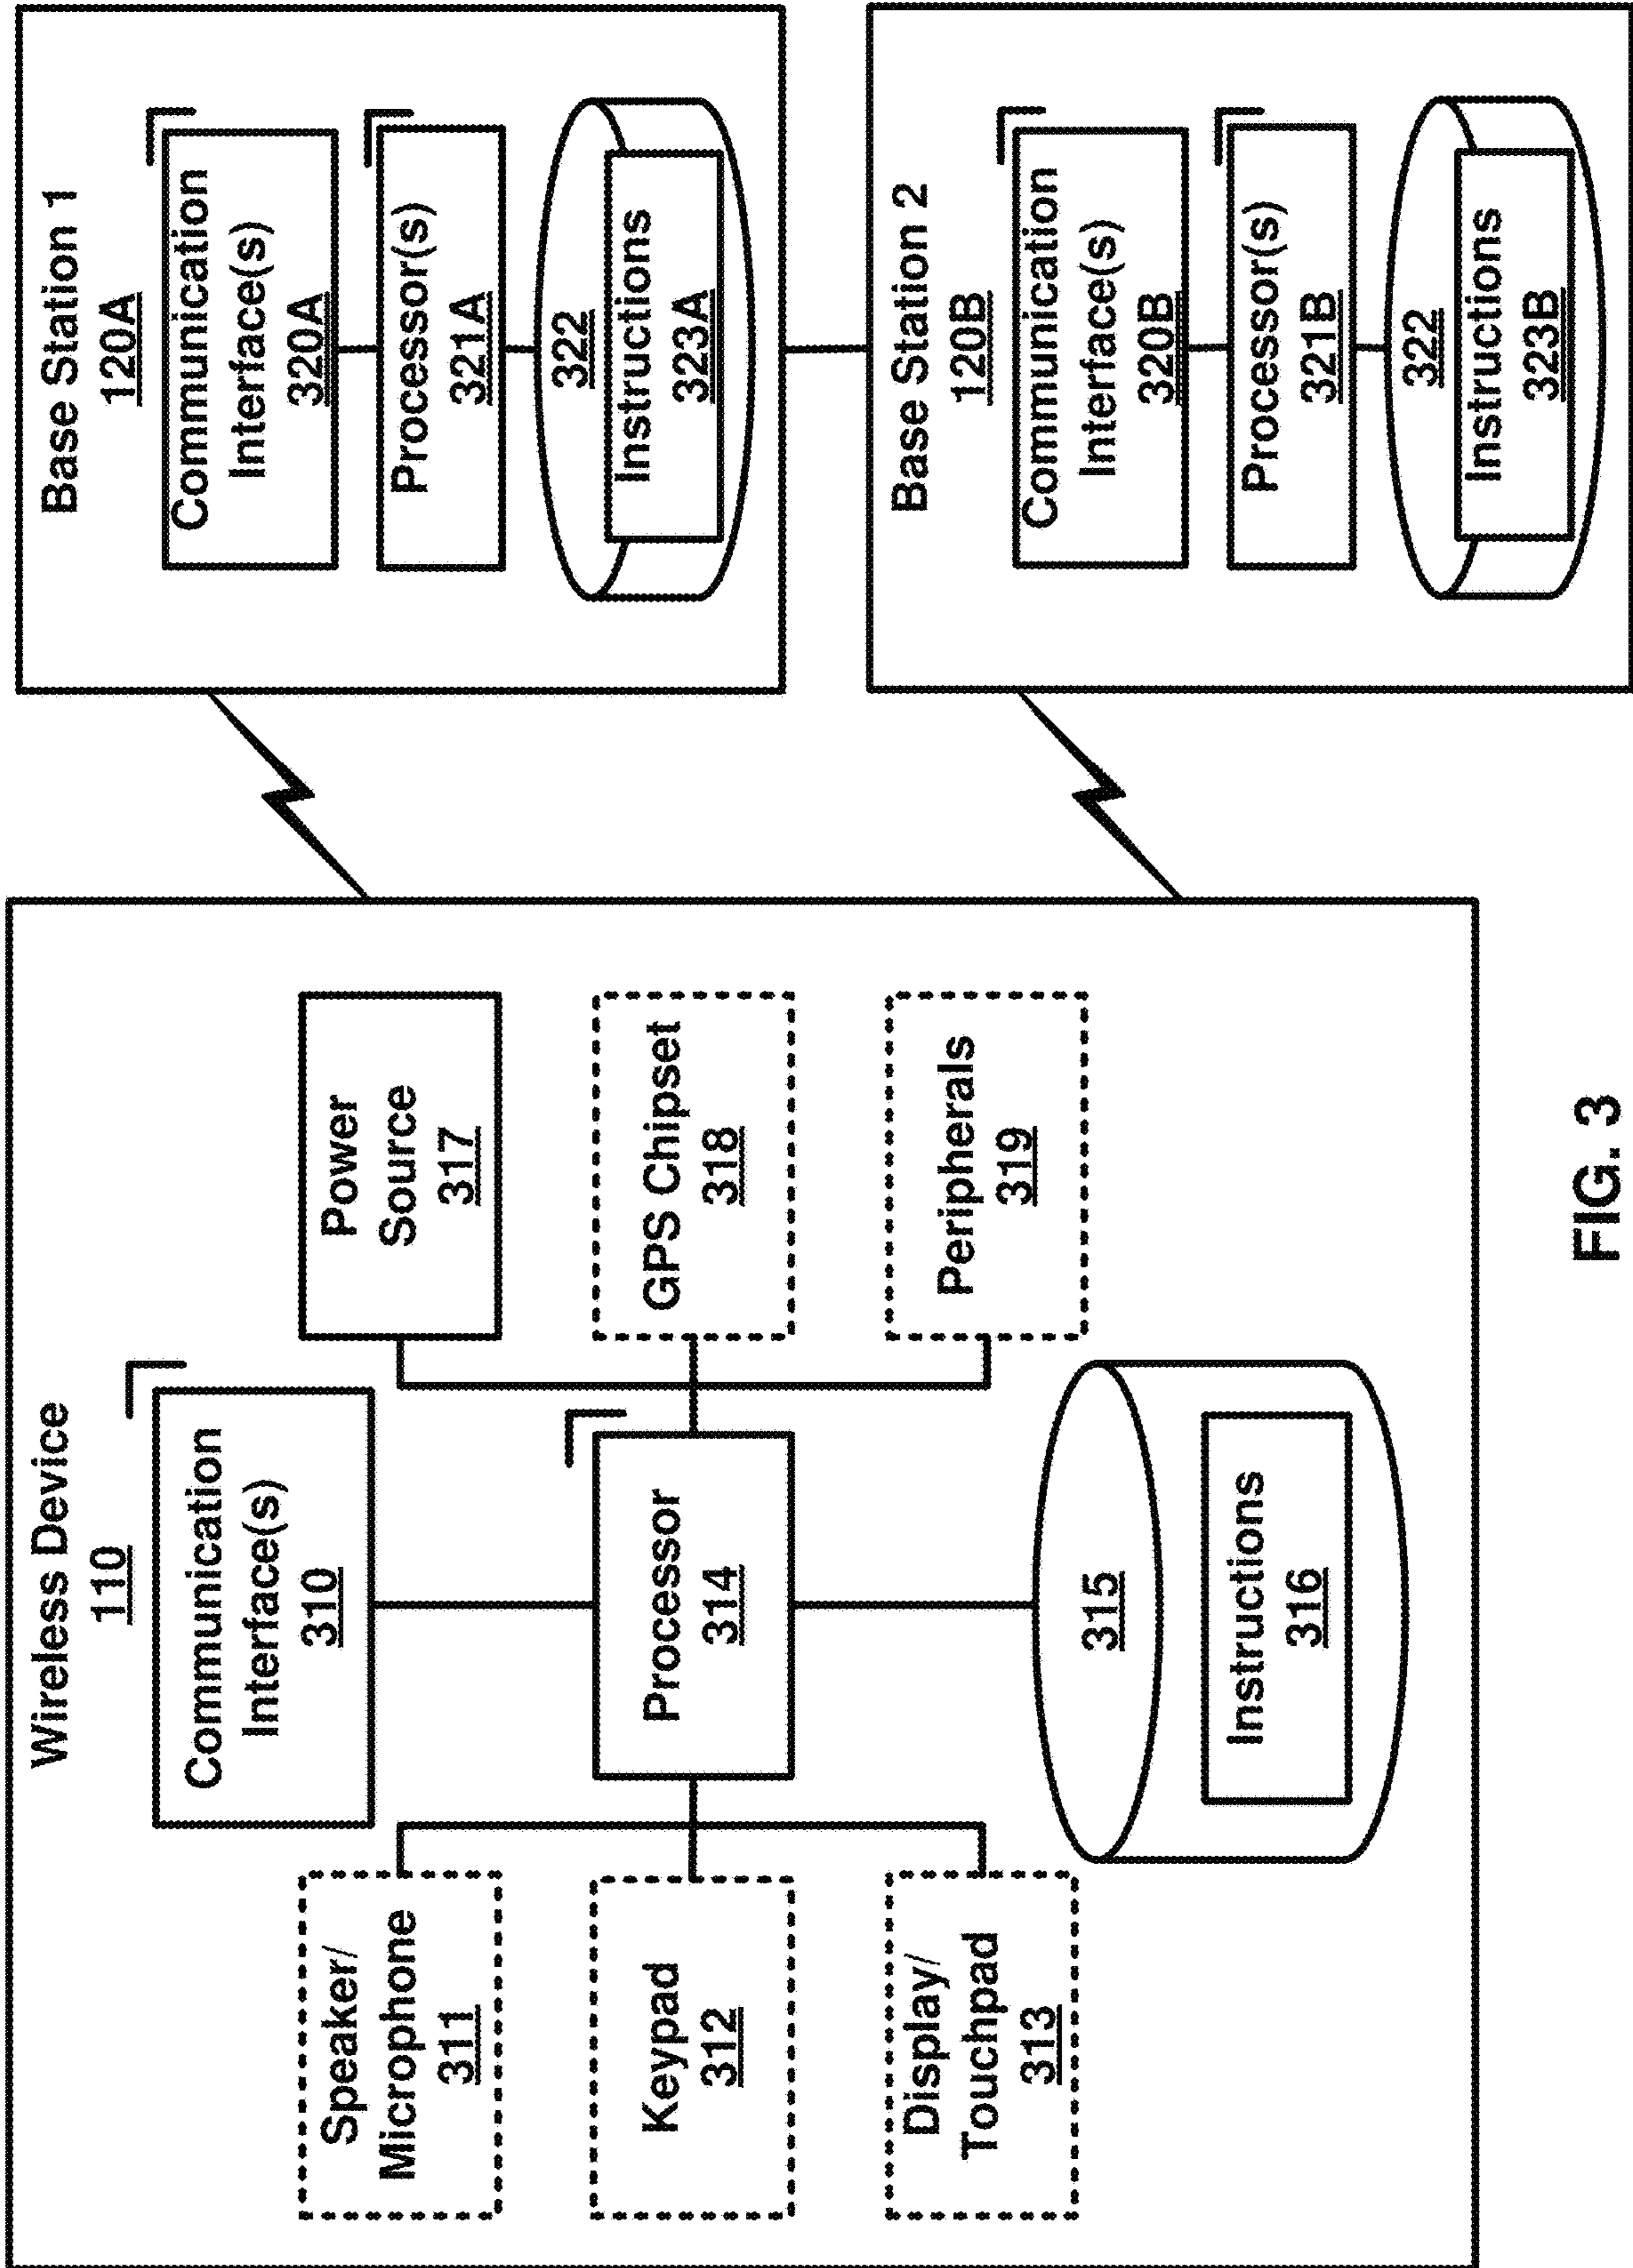 Wireless Device
110
Communication
Interface(s)
310
Speaker/
Microphone
311
Keypad
312
Display/
Touchpad
313
Processor
314
Power
Source
317
GPS Chipset
318
Peripherals
319
315
Instructions
316
Base Station 1
120A
Communication
Interface(s)
320A
Processor(s)
321A
322
Instructions
323A
Base Station 2
120B
Communication
Interface(s)
320B
Processor(s)
321B
322
Instructions
323B
FIG. 3